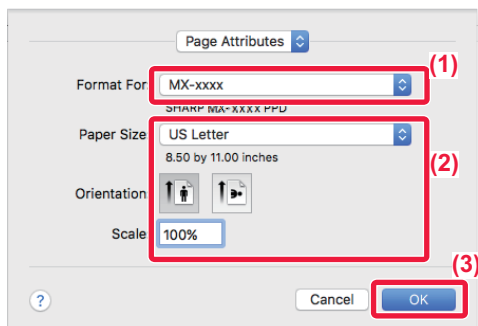 Page Attributes
(1)
Format For: MX-xxxx
SHARP MX-xxxx PPD
Paper Size: US Letter
8.50 by 11.00 inches
(2)
Orientation:
Scale: 100%
(3)
? Cancel OK